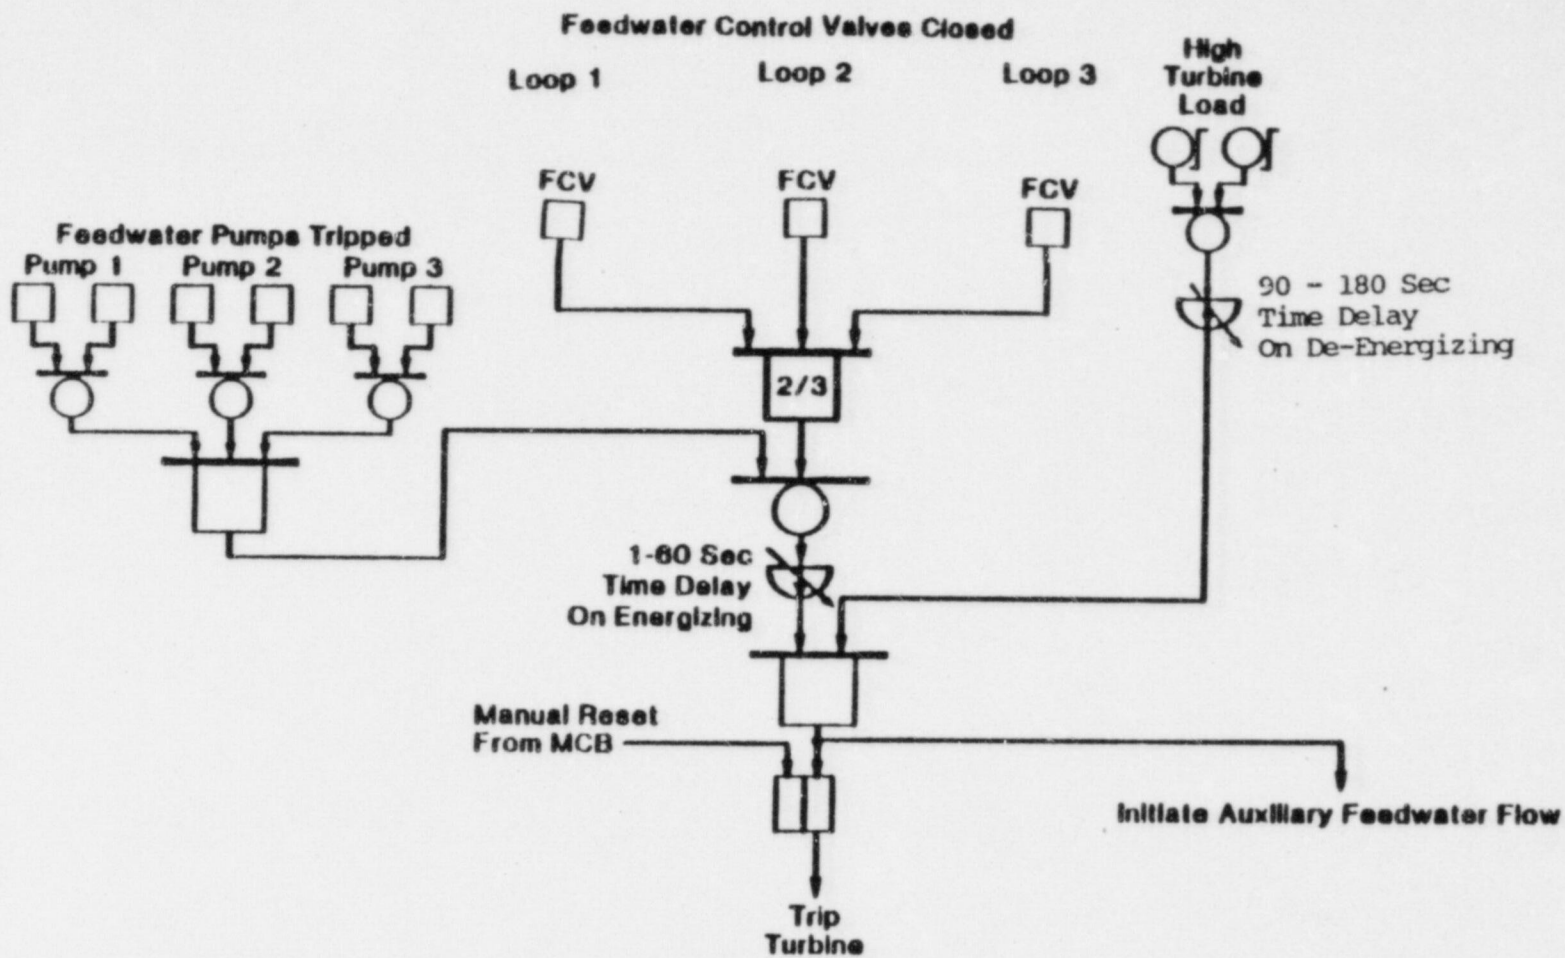 Feedwater Control Valves Closed
Loop 1
Loop 2
Loop 3
High
Turbine
Load
FCV
FCV
FCV
Feedwater Pumps Tripped
Pump 1
Pump 2
Pump 3
90 - 180 Sec
Time Delay
On De-Energizing
2/3
1-60 Sec
Time Delay
On Energizing
Manual Reset
From MCB
Initiate Auxiliary Feedwater Flow
Trip
Turbine